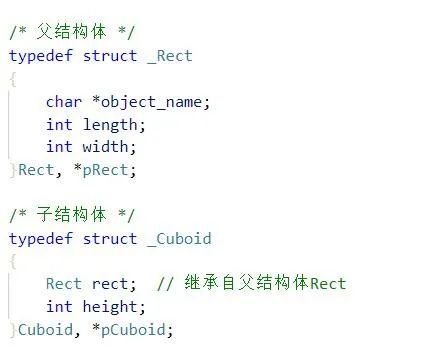 /* 父结构体 */
typedef struct _Rect
{
    char *object_name;
    int length;
    int width;
}Rect, *pRect;

/* 子结构体 */
typedef struct _Cuboid
{
    Rect rect;  // 继承自父结构体Rect
    int height;
}Cuboid, *pCuboid;